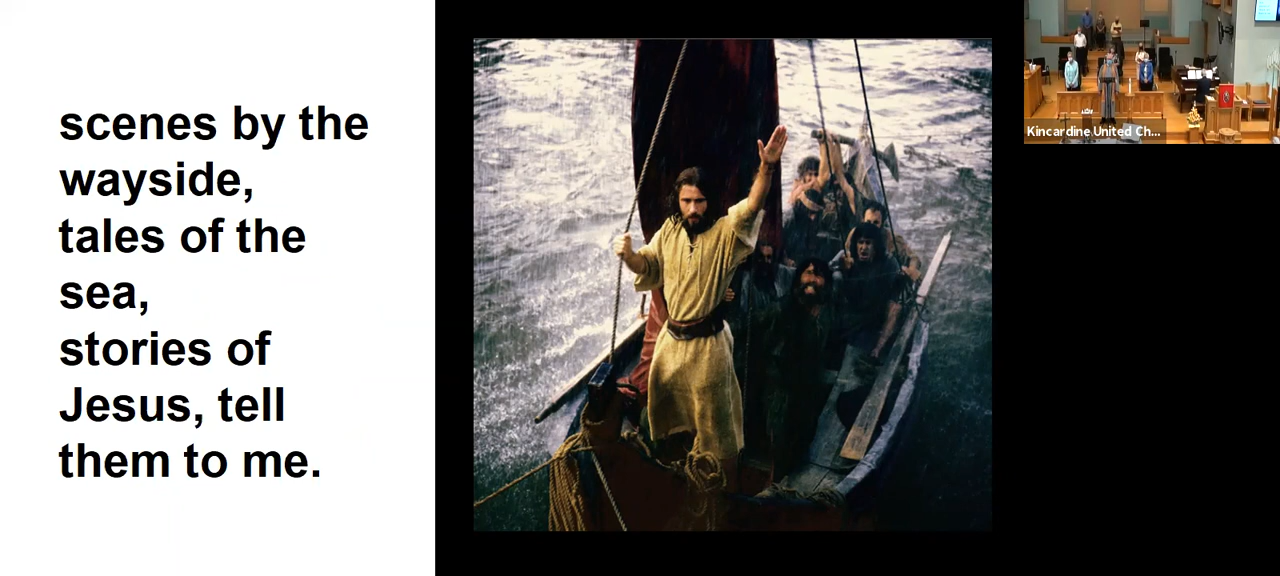 scenes by the
wayside,
tales of the
sea,
stories of
Jesus, tell
them to me.
Kincardine United Ch...